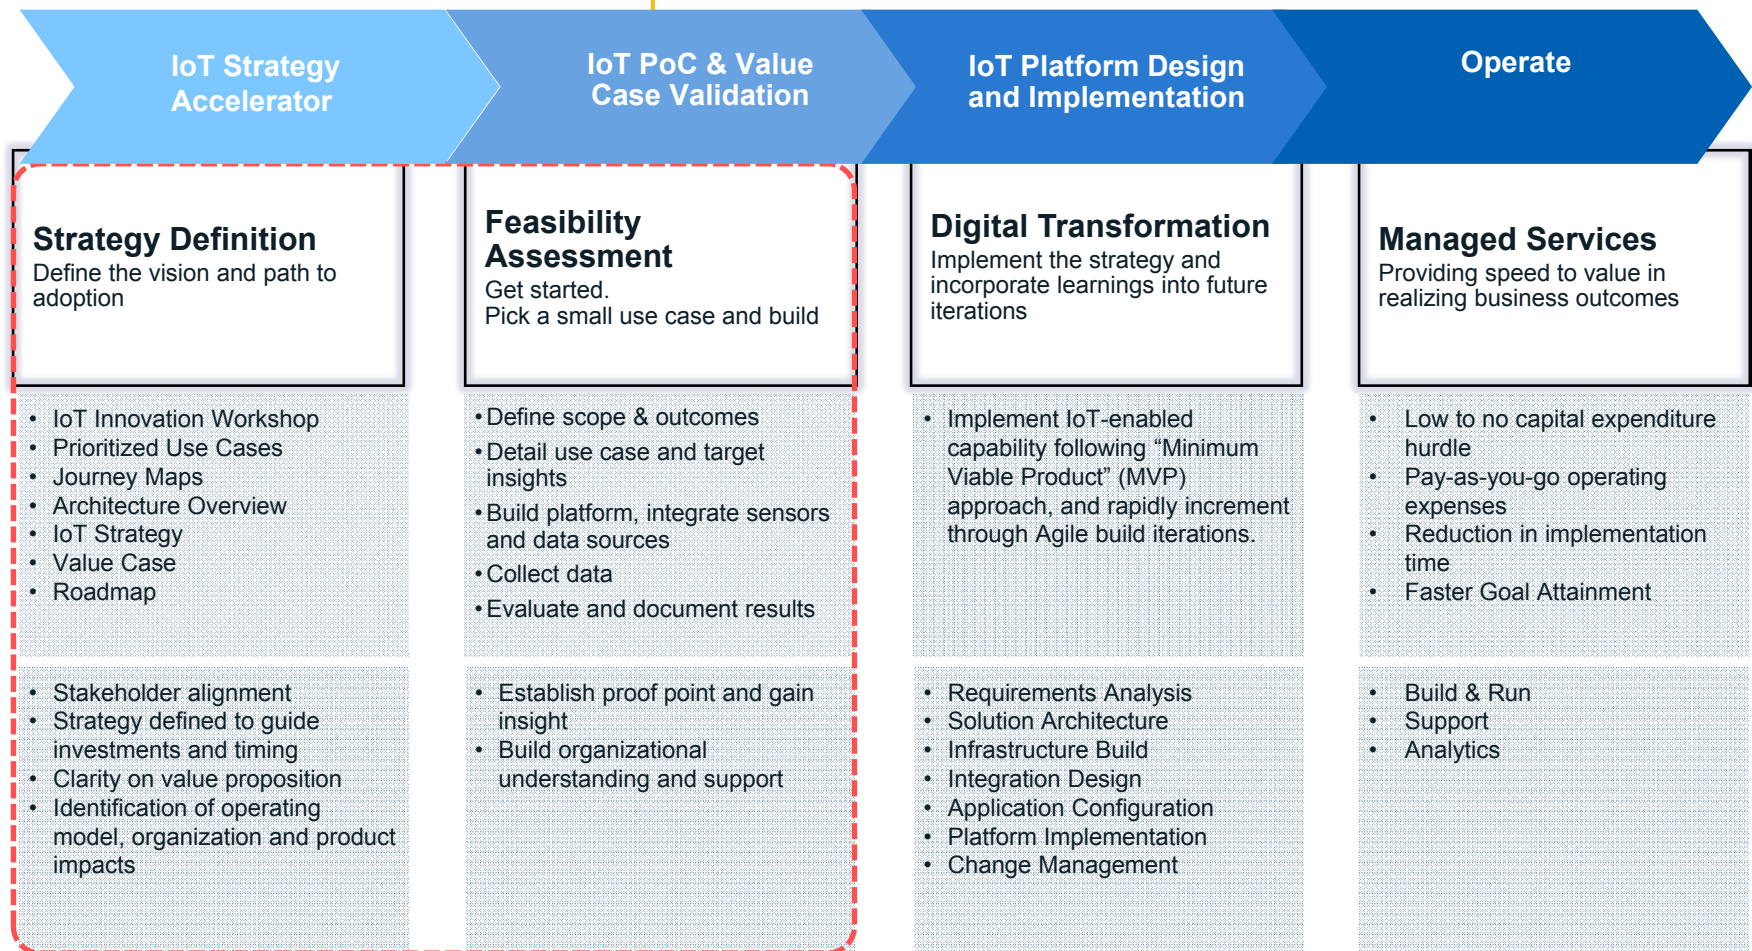 IoT Strategy
Accelerator
IoT PoC & Value
Case Validation
IoT Platform Design
and Implementation
Operate
Strategy Definition
Define the vision and path to
adoption
Feasibility
Assessment
Get started.
Pick a small use case and build
Digital Transformation
Implement the strategy and
incorporate learnings into future
iterations
Managed Services
Providing speed to value in
realizing business outcomes
• IoT Innovation Workshop
• Prioritized Use Cases
• Journey Maps
• Architecture Overview
• IoT Strategy
• Value Case
• Roadmap
• Define scope & outcomes
• Detail use case and target
insights
• Build platform, integrate sensors
and data sources
• Collect data
• Evaluate and document results
• Implement IoT-enabled
capability following “Minimum
Viable Product” (MVP)
approach, and rapidly increment
through Agile build iterations.
• Low to no capital expenditure
hurdle
• Pay-as-you-go operating
expenses
• Reduction in implementation
time
• Faster Goal Attainment
• Stakeholder alignment
• Strategy defined to guide
investments and timing
• Clarity on value proposition
• Identification of operating
model, organization and product
impacts
• Establish proof point and gain
insight
• Build organizational
understanding and support
• Requirements Analysis
• Solution Architecture
• Infrastructure Build
• Integration Design
• Application Configuration
• Platform Implementation
• Change Management
• Build & Run
• Support
• Analytics